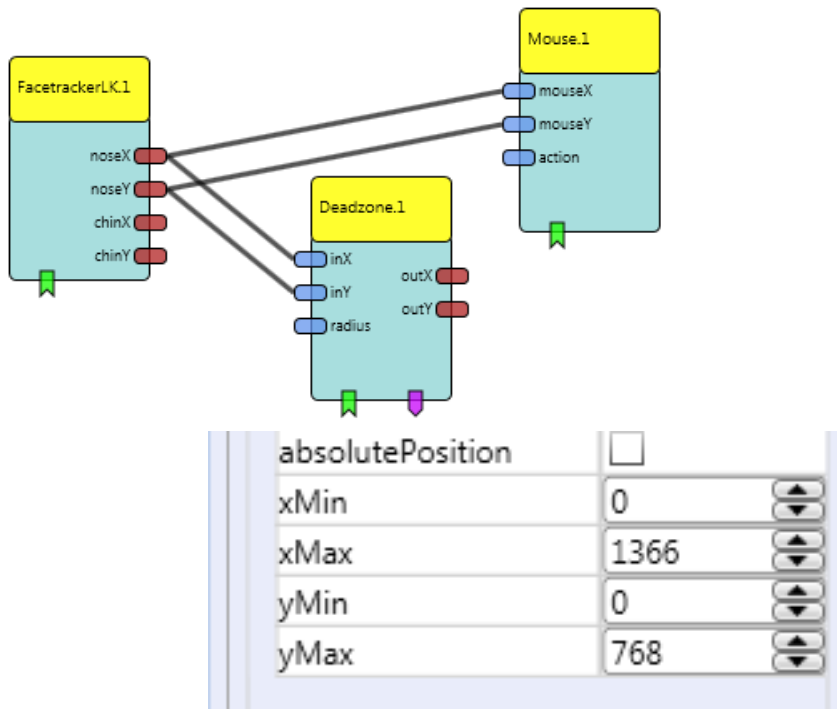 FacetrackerLK.1
noseX
noseY
chinX
chinY
Deadzone.1
inX
inY
radius
outX
outY
Mouse.1
mouseX
mouseY
action
absolutePosition
xMin 0
xMax 1366
yMin 0
yMax 768